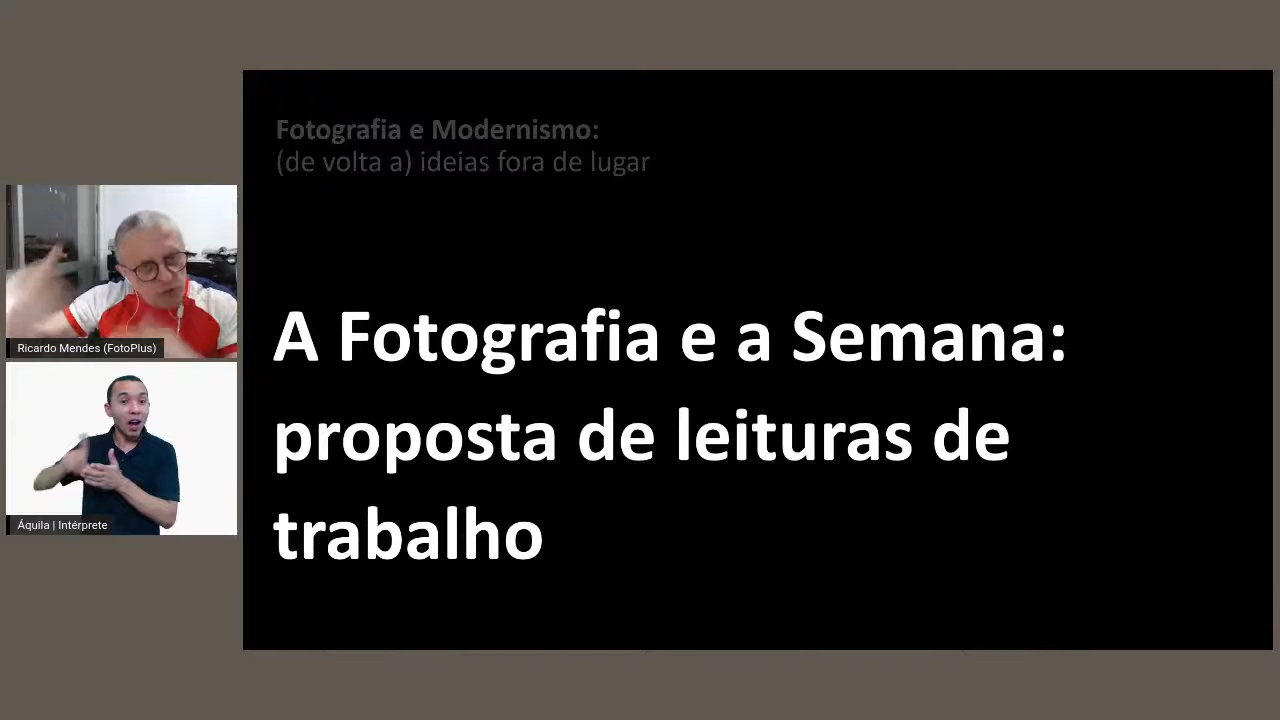 Fotografia e Modernismo:
(de volta a) ideias fora de lugar
A Fotografia e a Semana:
proposta de leituras de
trabalho
Ricardo Mendes (FotoPlus)
Áquila | Intérprete